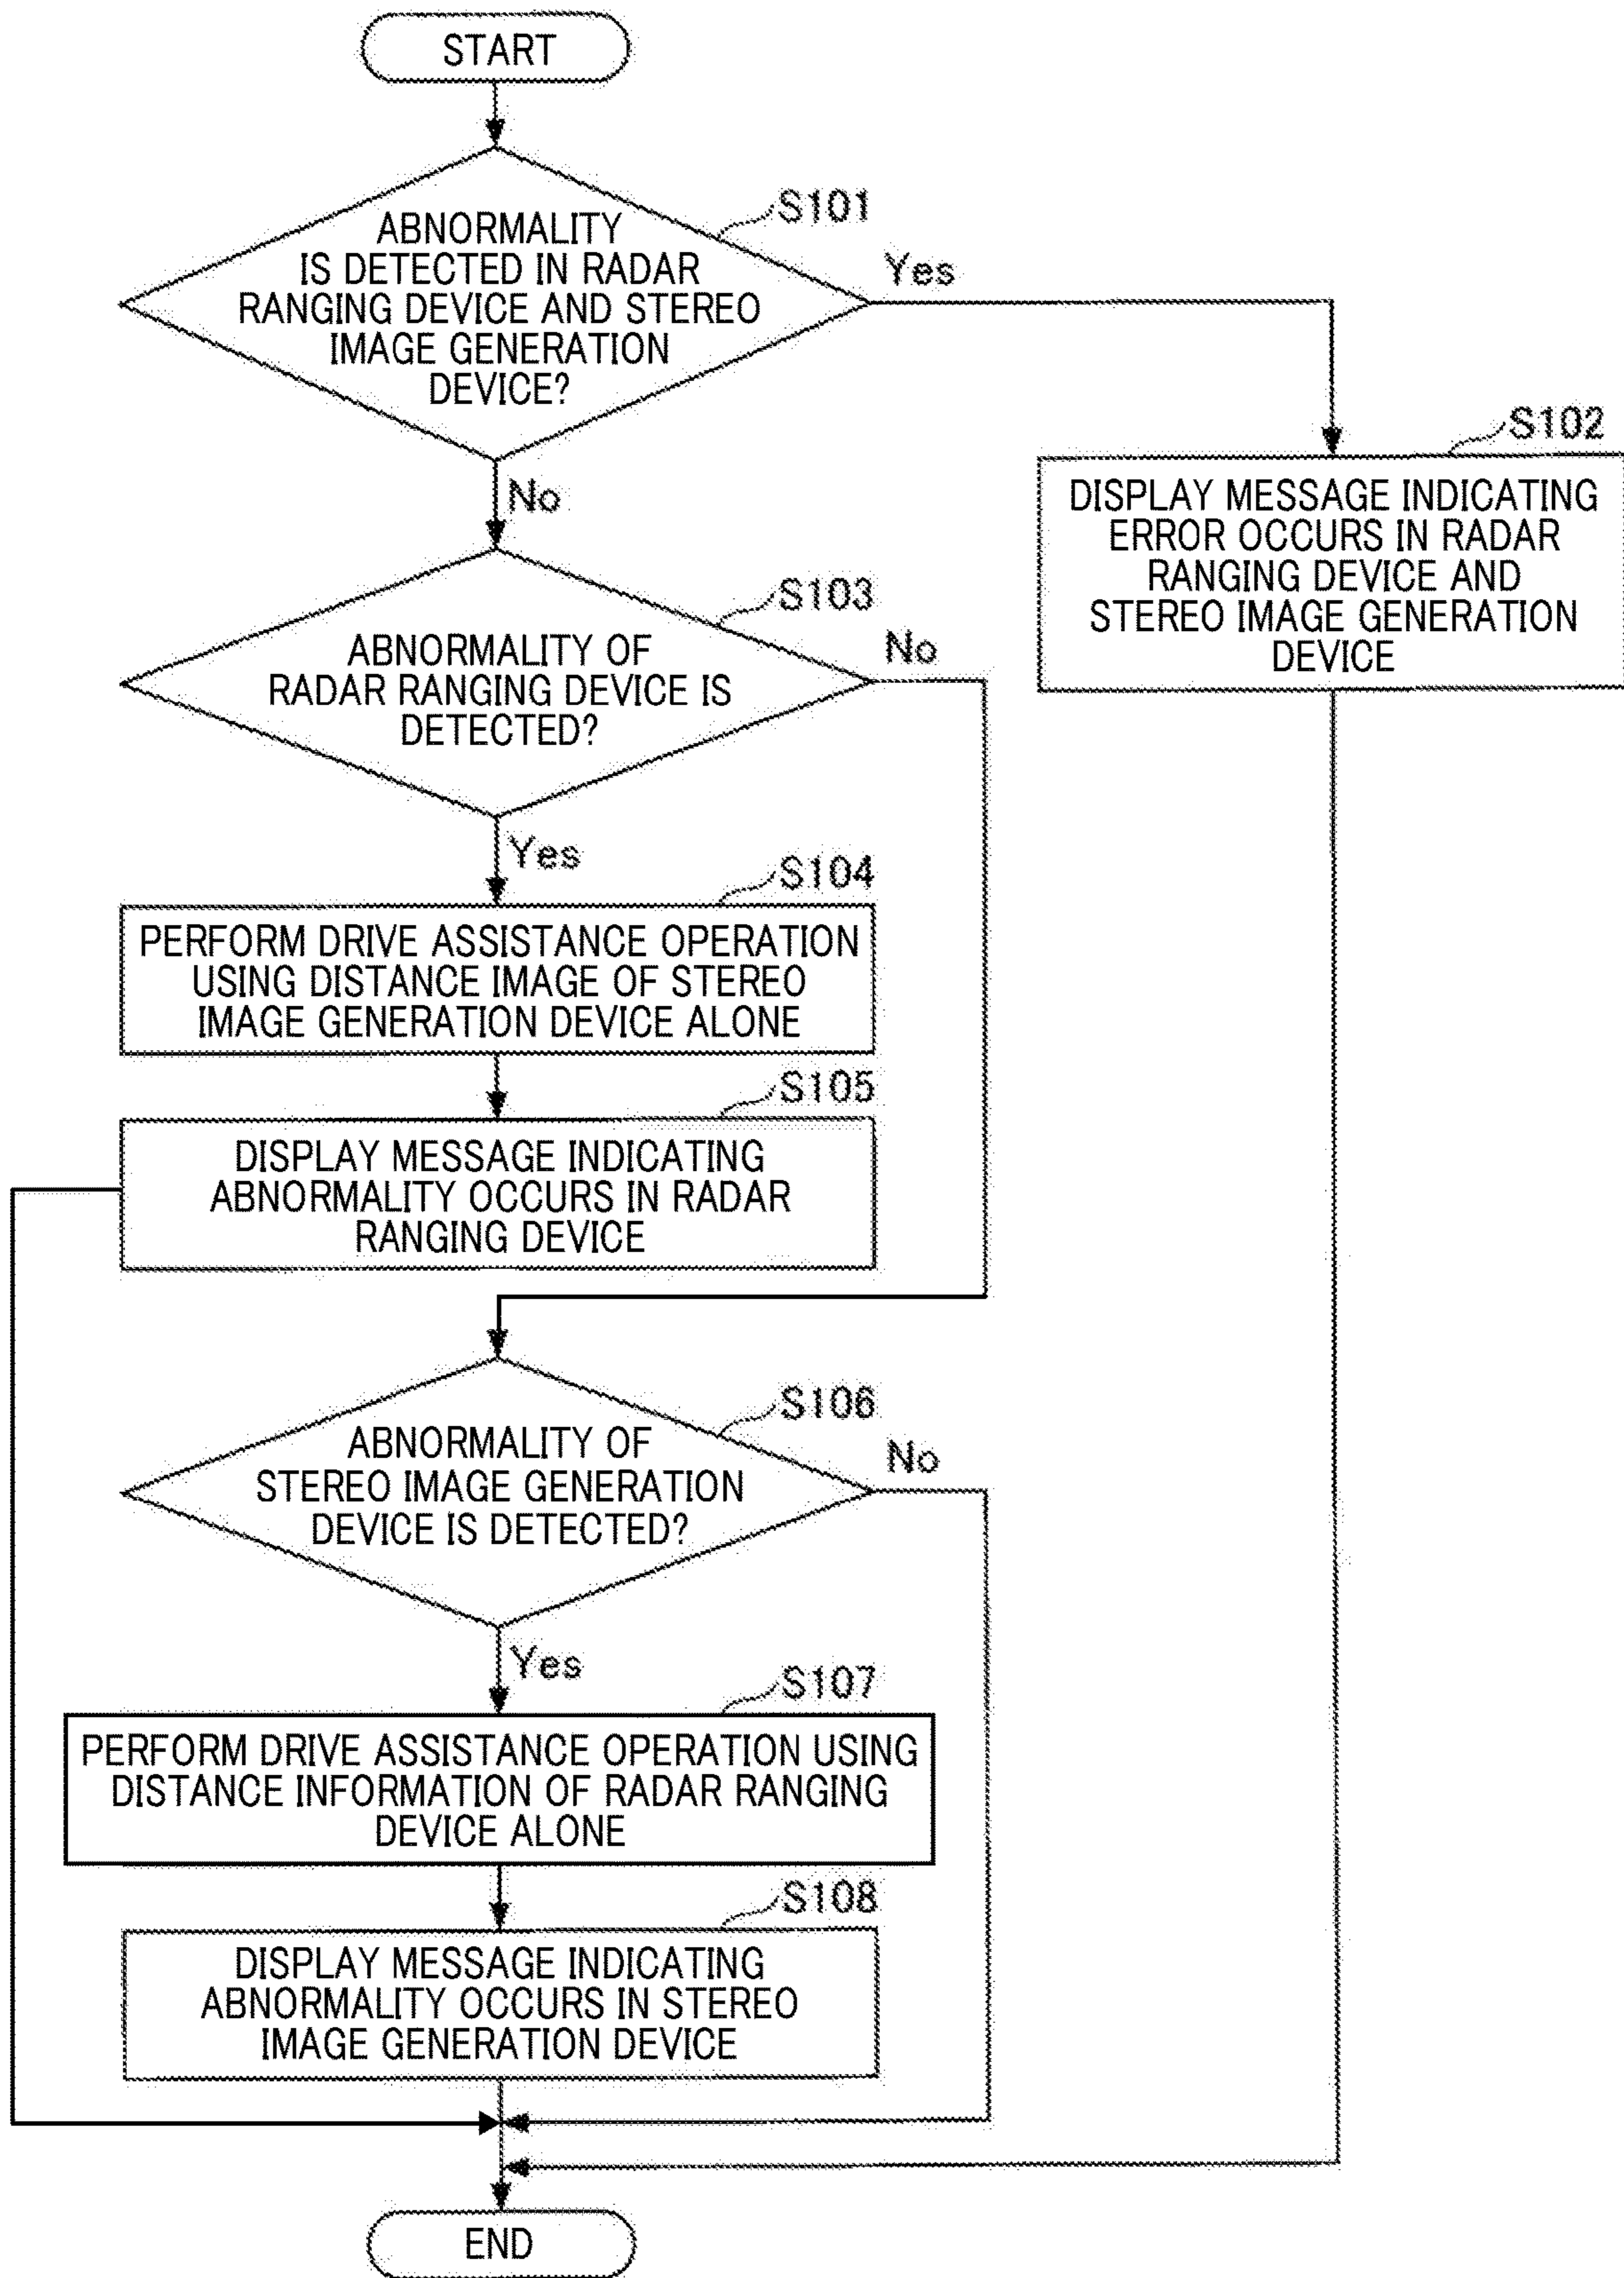 START
S101
ABNORMALITY
IS DETECTED IN RADAR
RANGING DEVICE AND STEREO
IMAGE GENERATION
DEVICE?
Yes
No
S102
DISPLAY MESSAGE INDICATING
ERROR OCCURS IN RADAR
RANGING DEVICE AND
STEREO IMAGE GENERATION
DEVICE
S103
ABNORMALITY OF
RADAR RANGING DEVICE IS
DETECTED?
No
Yes
S104
PERFORM DRIVE ASSISTANCE OPERATION
USING DISTANCE IMAGE OF STEREO
IMAGE GENERATION DEVICE ALONE
S105
DISPLAY MESSAGE INDICATING
ABNORMALITY OCCURS IN RADAR
RANGING DEVICE
S106
ABNORMALITY OF
STEREO IMAGE GENERATION
DEVICE IS DETECTED?
No
Yes
S107
PERFORM DRIVE ASSISTANCE OPERATION USING
DISTANCE INFORMATION OF RADAR RANGING
DEVICE ALONE
S108
DISPLAY MESSAGE INDICATING
ABNORMALITY OCCURS IN STEREO
IMAGE GENERATION DEVICE
END